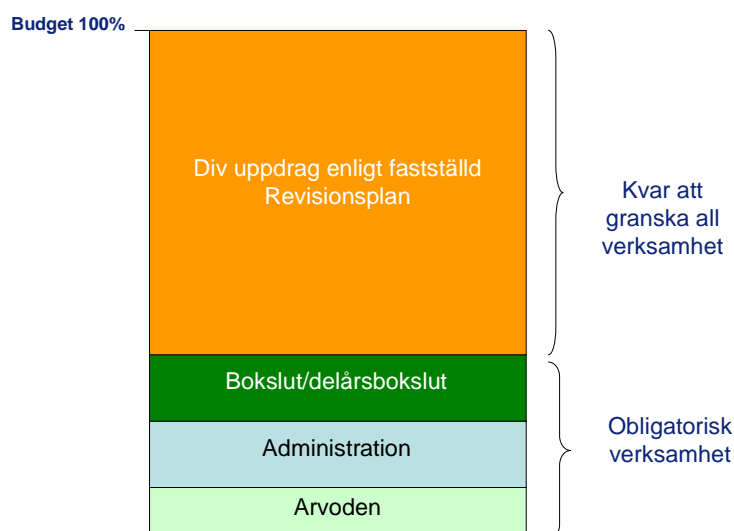 Budget 100%
Div uppdrag enligt fastställd
Revisionsplan
Kvar att
granska all
verksamhet
Bokslut/delårsbokslut
Administration
Arvoden
Obligatorisk
verksamhet